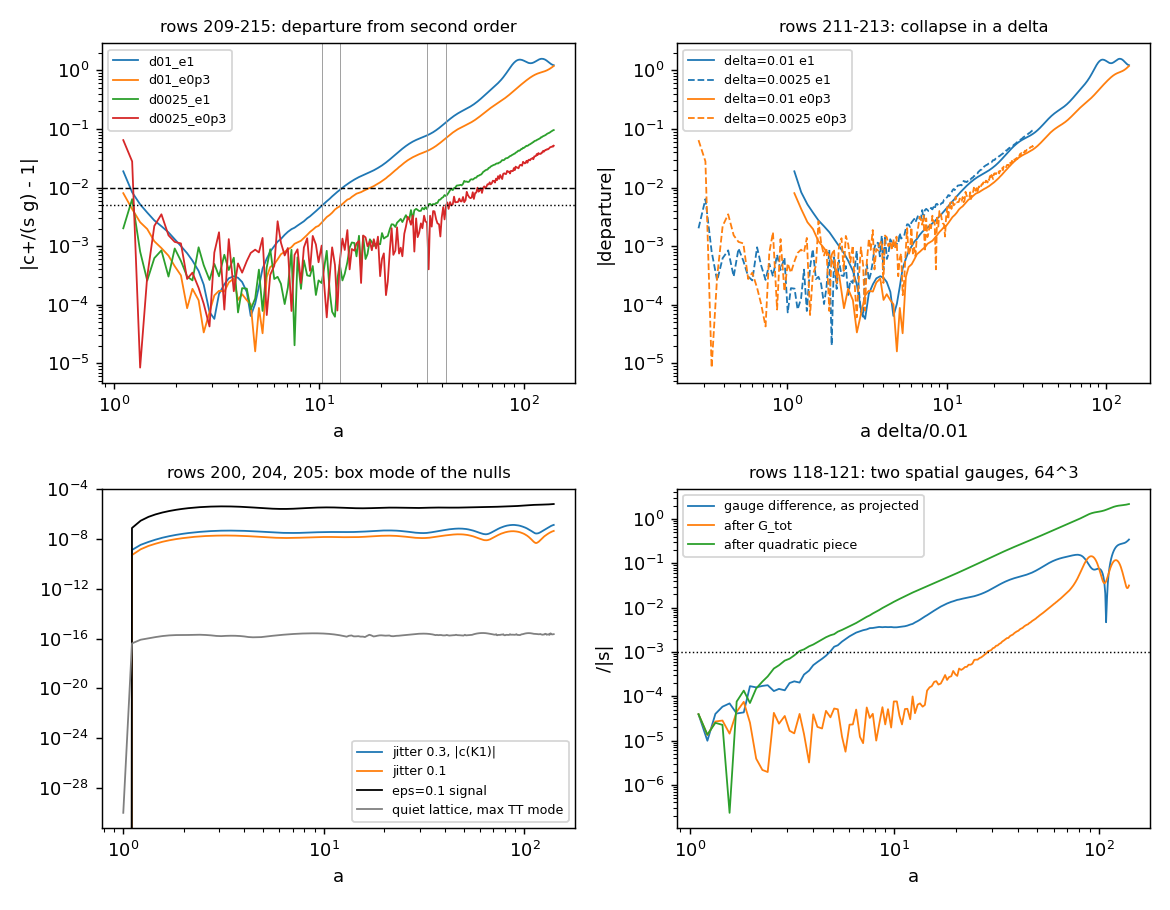 rows 209-215: departure from second order
|c+/(s g) - 1|
10^0
10^-1
10^-2
10^-3
10^-4
10^-5
d01_e1
d01_e0p3
d0025_e1
d0025_e0p3
10^0
10^1
10^2
a
rows 211-213: collapse in a delta
|departure|
10^0
10^-1
10^-2
10^-3
10^-4
10^-5
delta=0.01 e1
delta=0.0025 e1
delta=0.01 e0p3
delta=0.0025 e0p3
10^0
10^1
10^2
a delta/0.01
rows 200, 204, 205: box mode of the nulls
10^-4
10^-8
10^-12
10^-16
10^-20
10^-24
10^-28
jitter 0.3, |c(K1)|
jitter 0.1
eps=0.1 signal
quiet lattice, max TT mode
10^0
10^1
10^2
a
rows 118-121: two spatial gauges, 64^3
/|s|
10^0
10^-1
10^-2
10^-3
10^-4
10^-5
10^-6
gauge difference, as projected
after G_tot
after quadratic piece
10^0
10^1
10^2
a